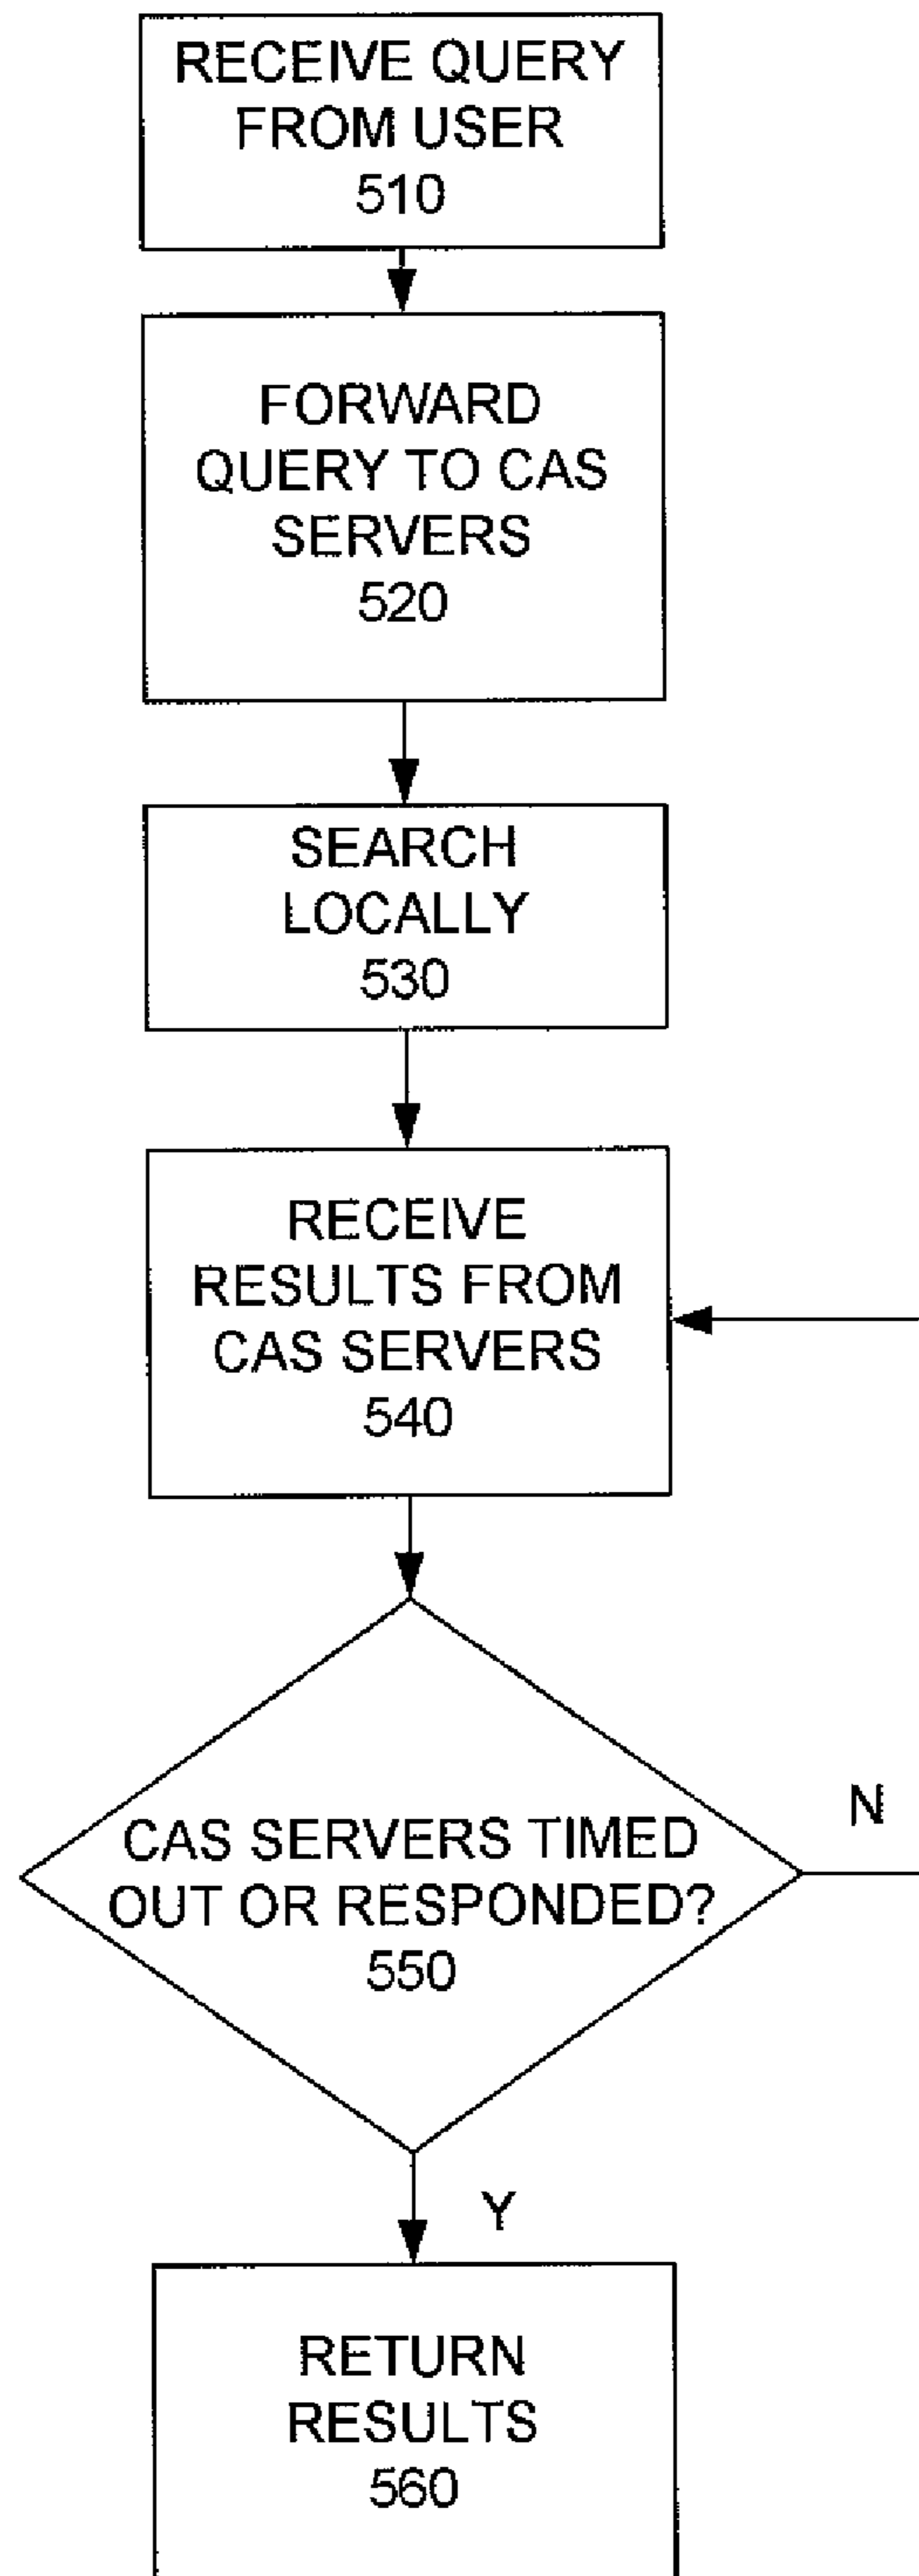 RECEIVE QUERY
FROM USER
510
FORWARD
QUERY TO CAS
SERVERS
520
SEARCH
LOCALLY
530
RECEIVE
RESULTS FROM
CAS SERVERS
540
CAS SERVERS TIMED
OUT OR RESPONDED?
550
N
Y
RETURN
RESULTS
560